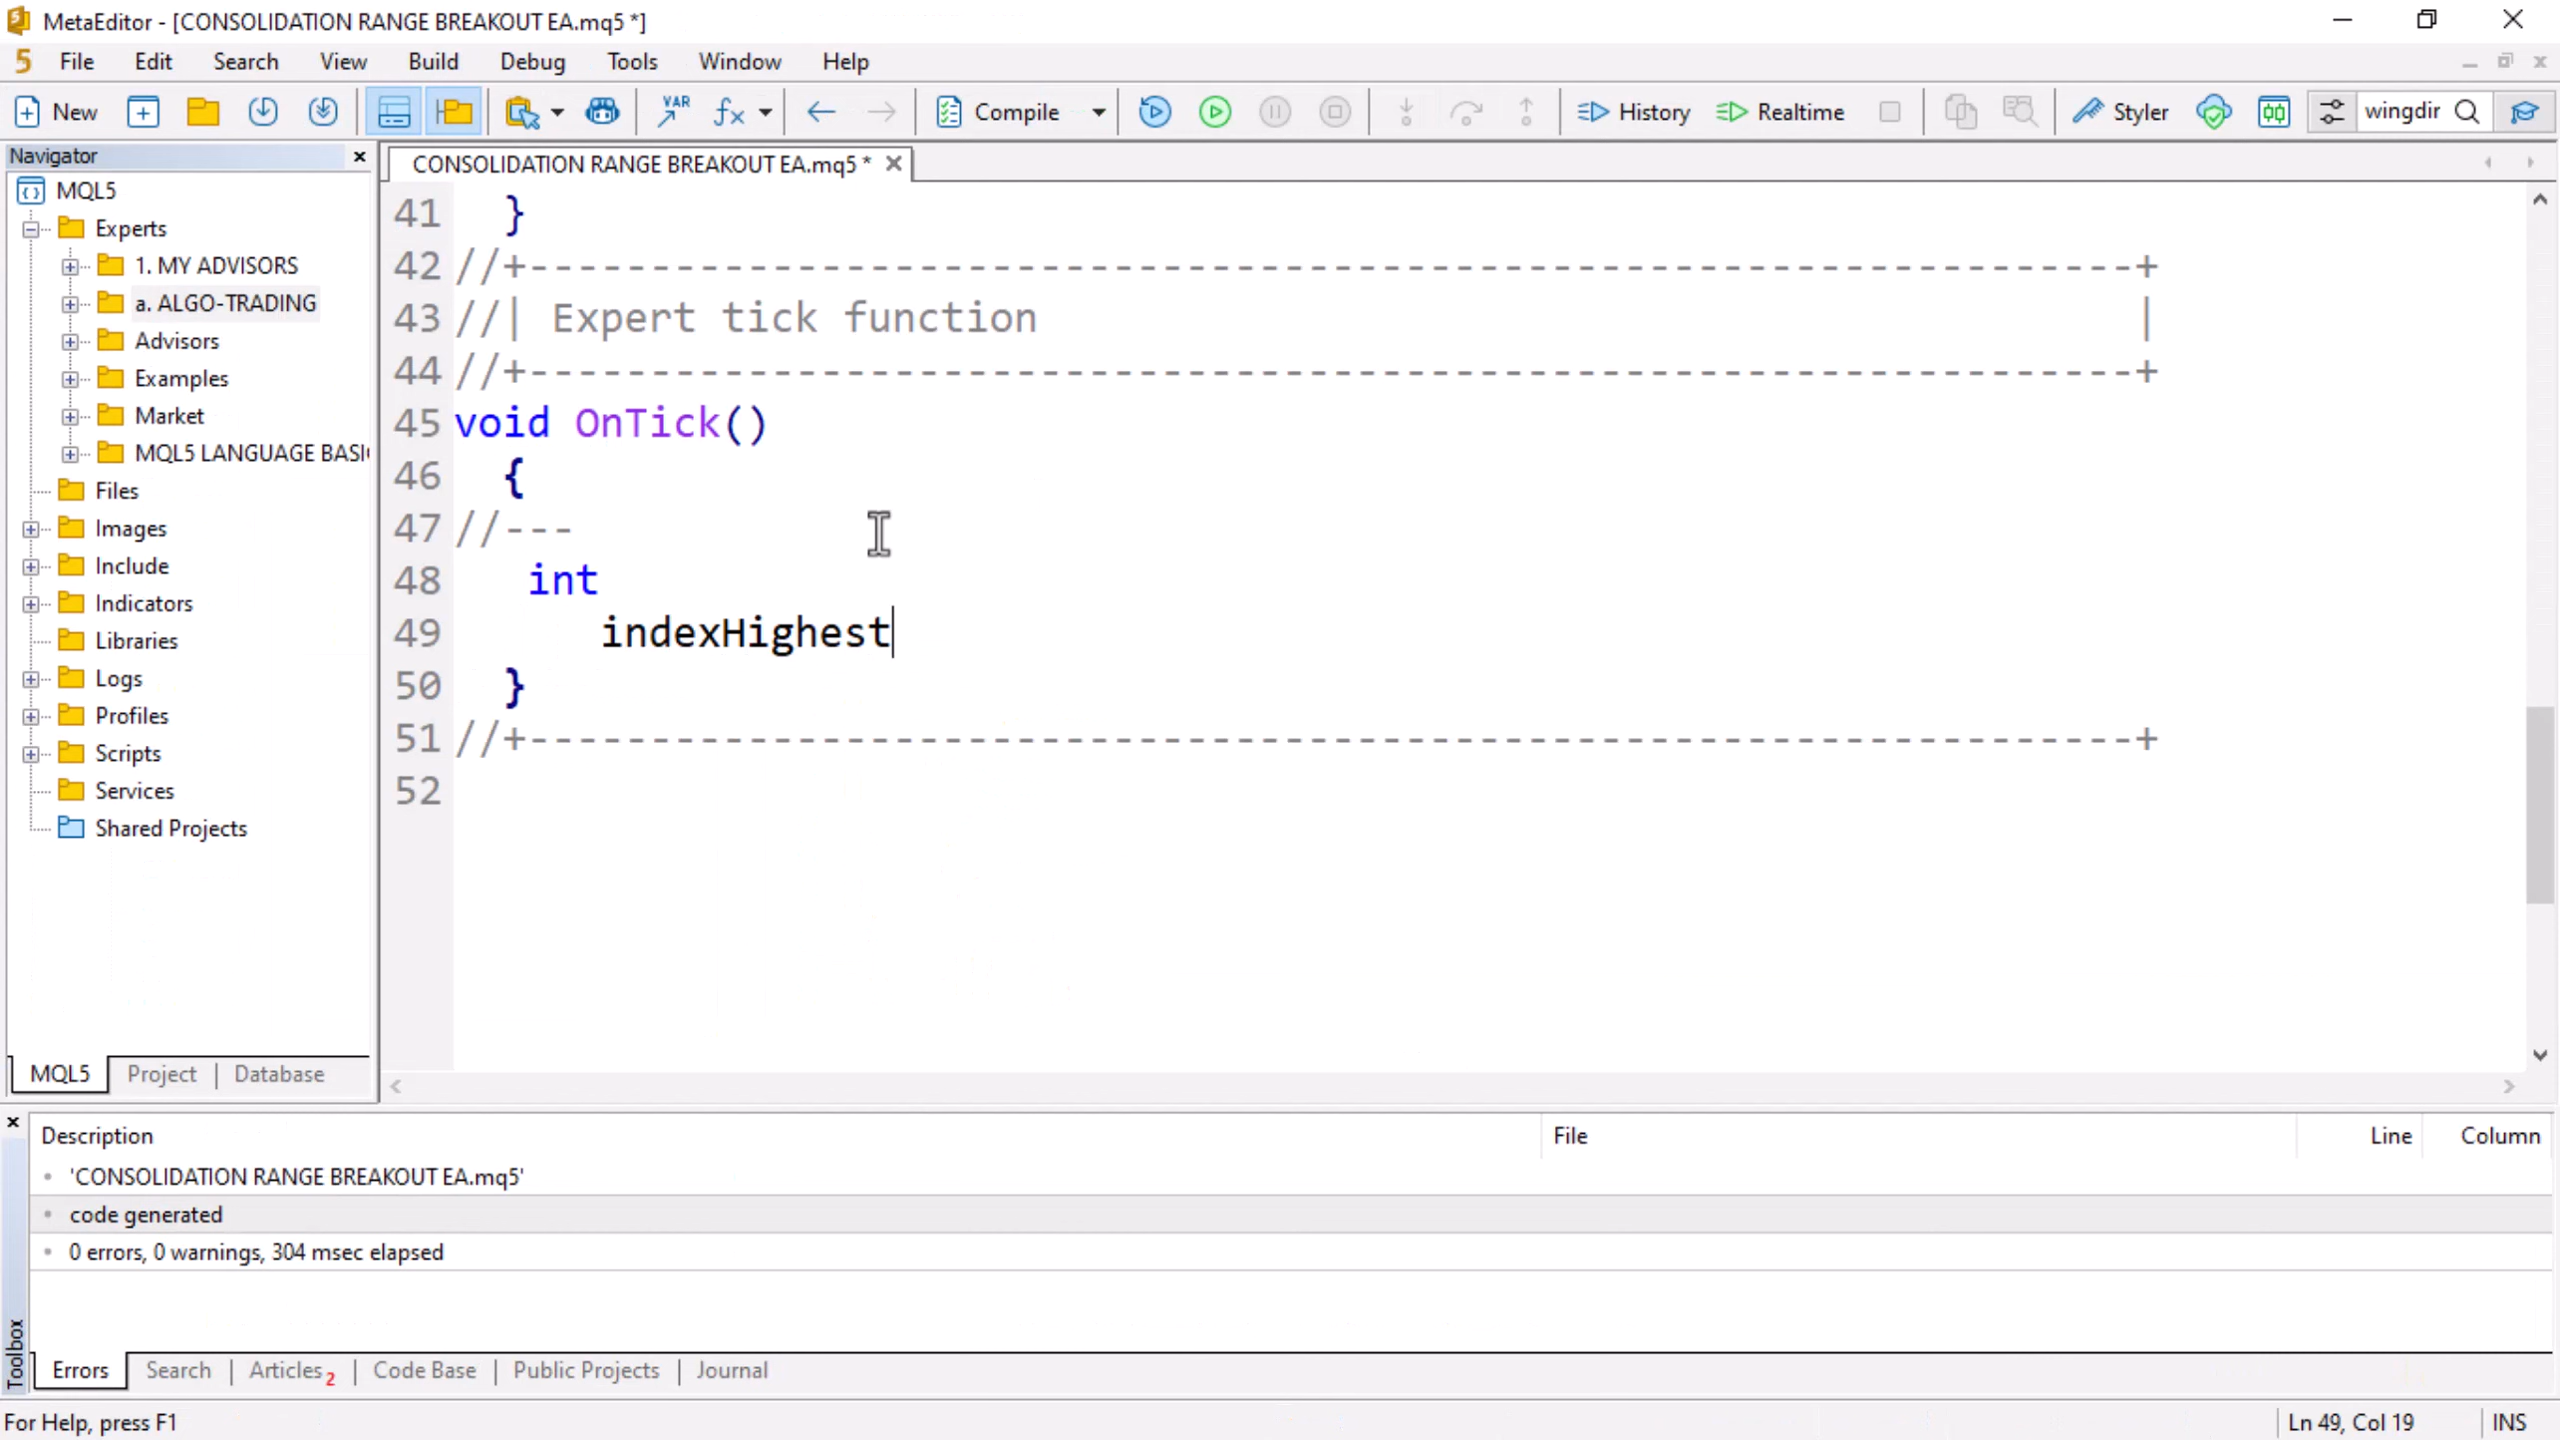 MetaEditor - [CONSOLIDATION RANGE BREAKOUT EA.mq5 *]
5 File Edit Search View Build Debug Tools Window Help
New VAR fx Compile History Realtime Styler wingdir
Navigator
MQL5
Experts
1. MY ADVISORS
a. ALGO-TRADING
Advisors
Examples
Market
MQL5 LANGUAGE BASI
Files
Images
Include
Indicators
Libraries
Logs
Profiles
Scripts
Services
Shared Projects
MQL5 Project Database
CONSOLIDATION RANGE BREAKOUT EA.mq5 *
41 }
42 //+------------------------------------------------------------------+
43 //| Expert tick function |
44 //+------------------------------------------------------------------+
45 void OnTick()
46 {
47 //---
48 int
49 indexHighest
50 }
51 //+------------------------------------------------------------------+
52
Toolbox
Description File Line Column
'CONSOLIDATION RANGE BREAKOUT EA.mq5'
code generated
0 errors, 0 warnings, 304 msec elapsed
Errors Search Articles 2 Code Base Public Projects Journal
For Help, press F1 Ln 49, Col 19 INS